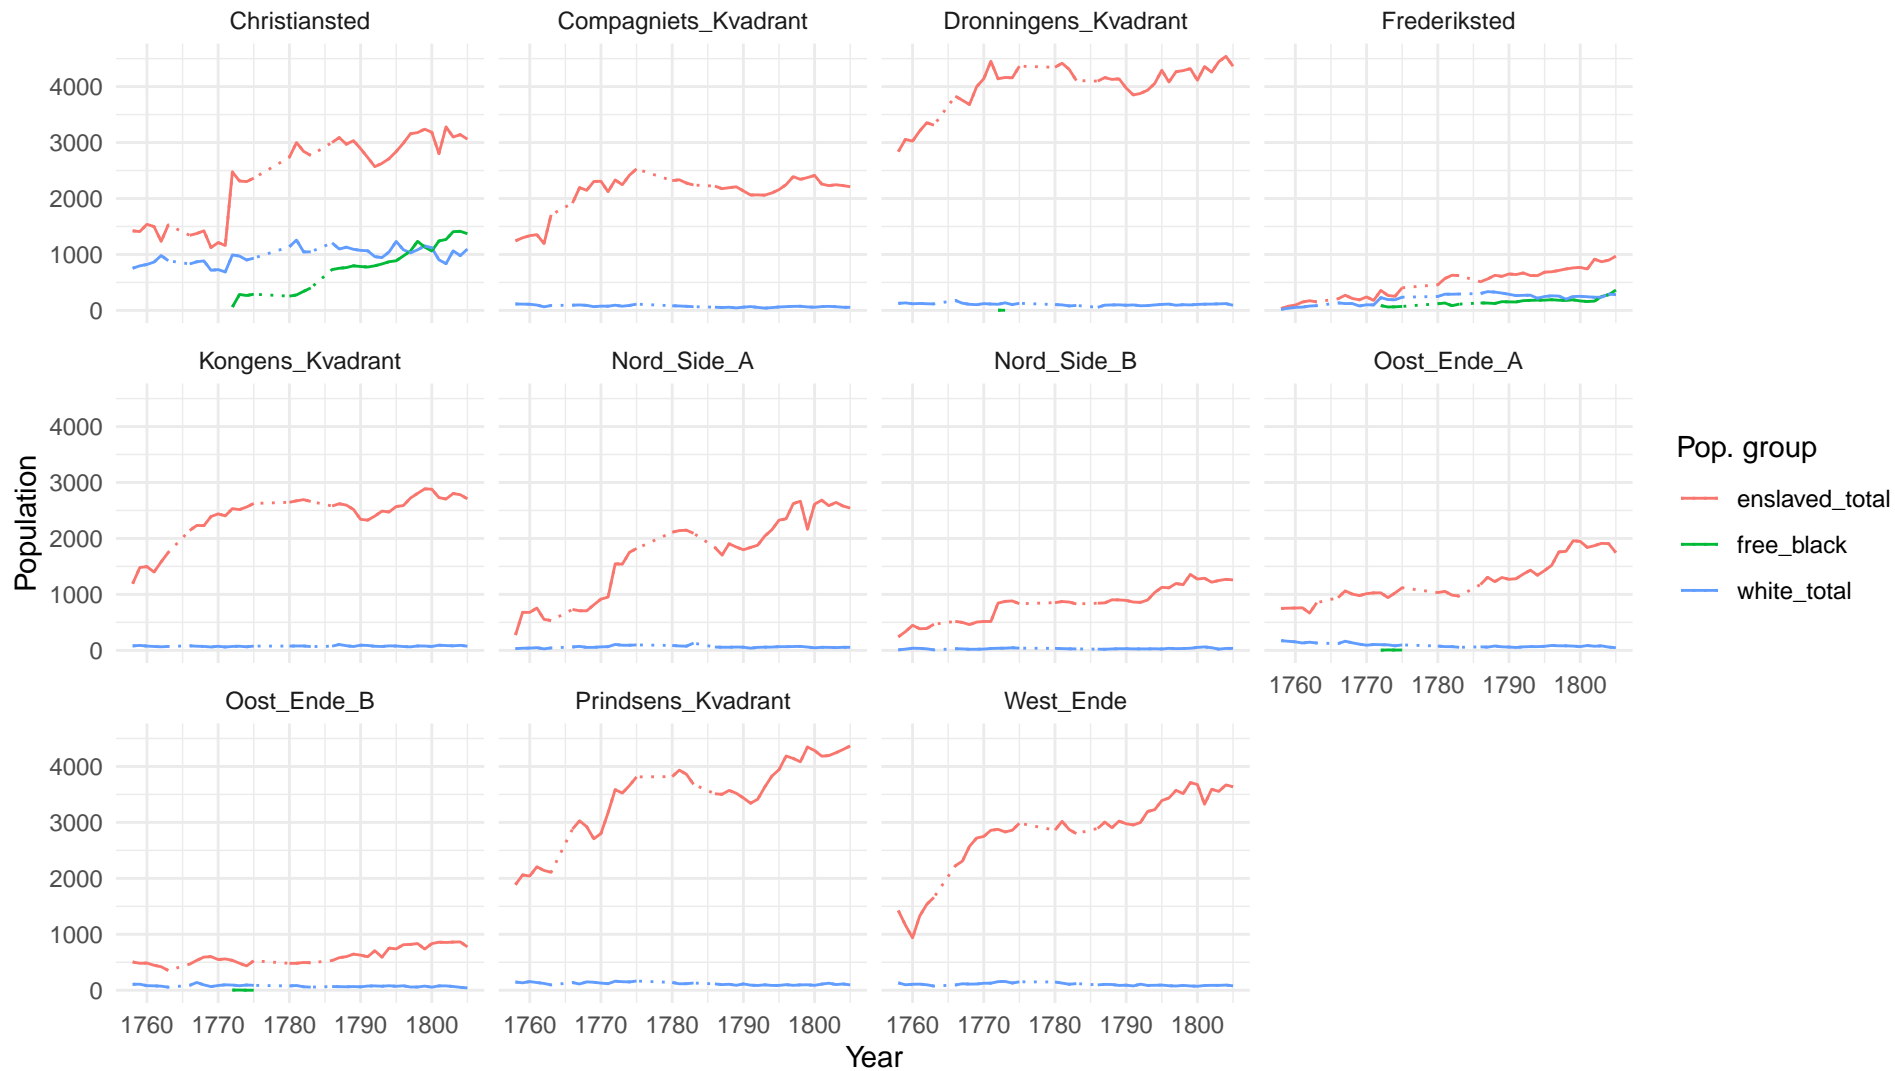 Christiansted
Compagniets_Kvadrant
Dronningens_Kvadrant
Frederiksted
4000
3000
2000
1000
0
Kongens_Kvadrant
Nord_Side_A
Nord_Side_B
Oost_Ende_A
4000
3000
2000
1000
0
1760 1770 1780 1790 1800
Oost_Ende_B
Prindsens_Kvadrant
West_Ende
4000
3000
2000
1000
0
1760 1770 1780 1790 1800
1760 1770 1780 1790 1800
1760 1770 1780 1790 1800
Year
Population
Pop. group
enslaved_total
free_black
white_total